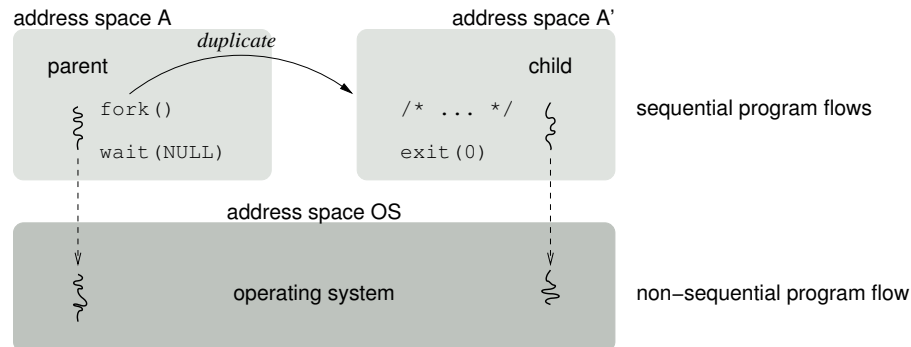 address space A
address space A'
duplicate
parent
child
fork()
/* ... */
sequential program flows
wait(NULL)
exit(0)
address space OS
operating system
non−sequential program flow